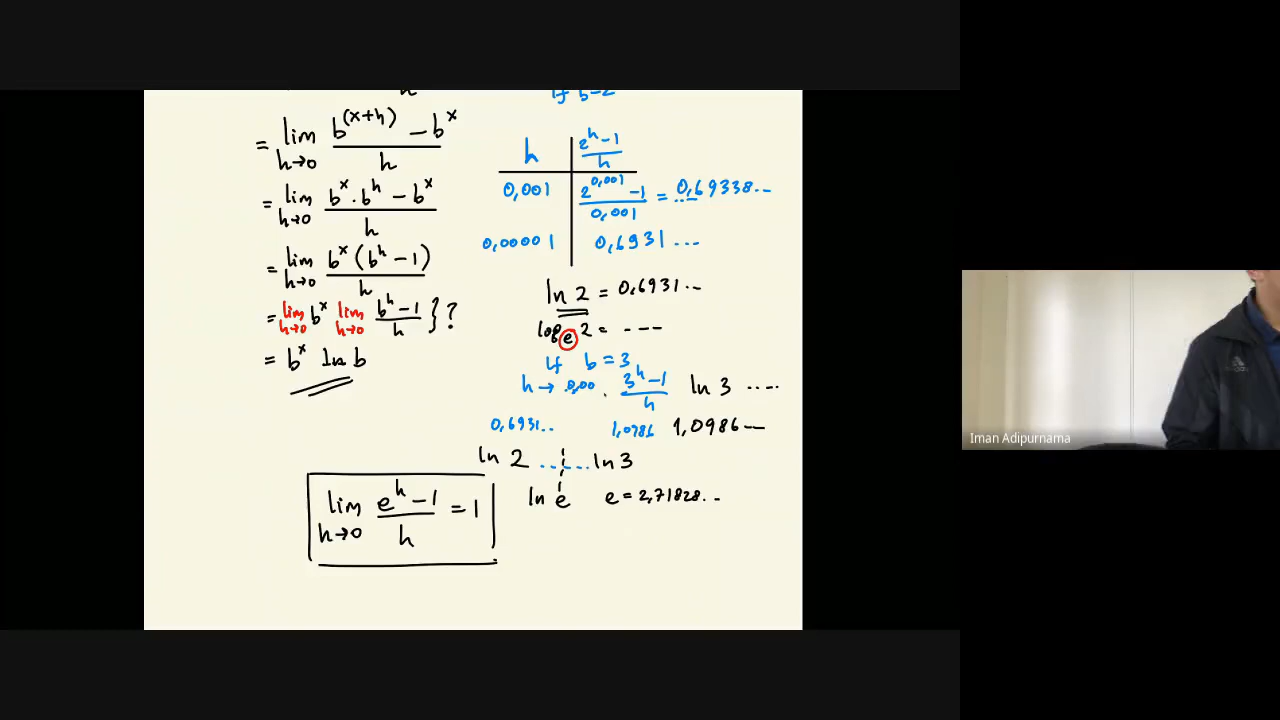 h
= lim h→0 b^(x+h) − b^x / h
= lim h→0 b^x · b^h − b^x / h
= lim h→0 b^x (b^h − 1) / h
= lim h→0 b^x lim h→0 b^h − 1 / h } ?
= b^x ln b
lim h→0 e^h − 1 / h = 1
If b=2
h | 2^h − 1 / h
0,001 | 2^0,001 − 1 / 0,001 = 0,69338...
0,00001 | 0,6931...
ln 2 = 0,6931...
log e 2 = ---
If b = 3
h → 0,00 . 3^h − 1 / h ln 3 ....
0,6931.. 1,0986 1,0986—
ln 2 ...... ln 3
ln e e = 2,71828...
Iman Adipurnama